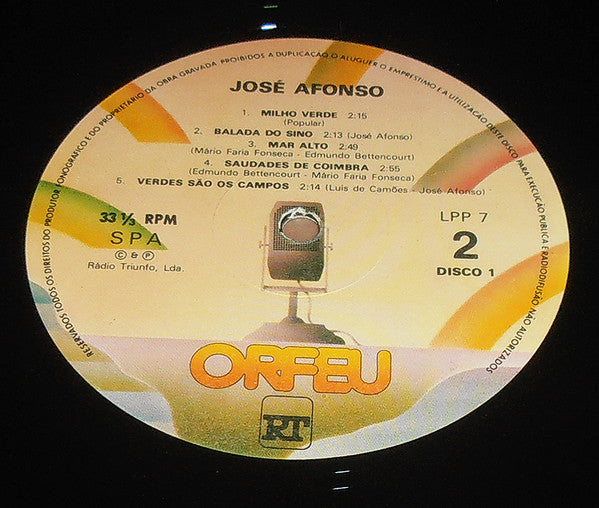 RESERVADOS TODOS OS DIREITOS DO PRODUTOR FONOGRÁFICO E DO PROPRIETÁRIO DA OBRA GRAVADA PROIBIDOS A DUPLICAÇÃO O ALUGUER O EMPRÉSTIMO E A UTILIZAÇÃO DESTE DISCO PARA EXECUÇÃO PÚBLICA E RADIODIFUSÃO NÃO AUTORIZADOS
JOSÉ AFONSO
1. MILHO VERDE 2:15
(Popular)
2. BALADA DO SINO 2:13 (José Afonso)
3. MAR ALTO 2:49
(Mário Faria Fonseca - Edmundo Bettencourt)
4. SAUDADES DE COIMBRA 2:55
(Edmundo Bettencourt - Mário Faria Fonseca)
5. VERDES SÃO OS CAMPOS 2:14 (Luis de Camões - José Afonso)
33 ⅓ RPM
SPA
© & ℗
Rádio Triunfo, Lda.
LPP 7
2
DISCO 1
ORFEU
RT